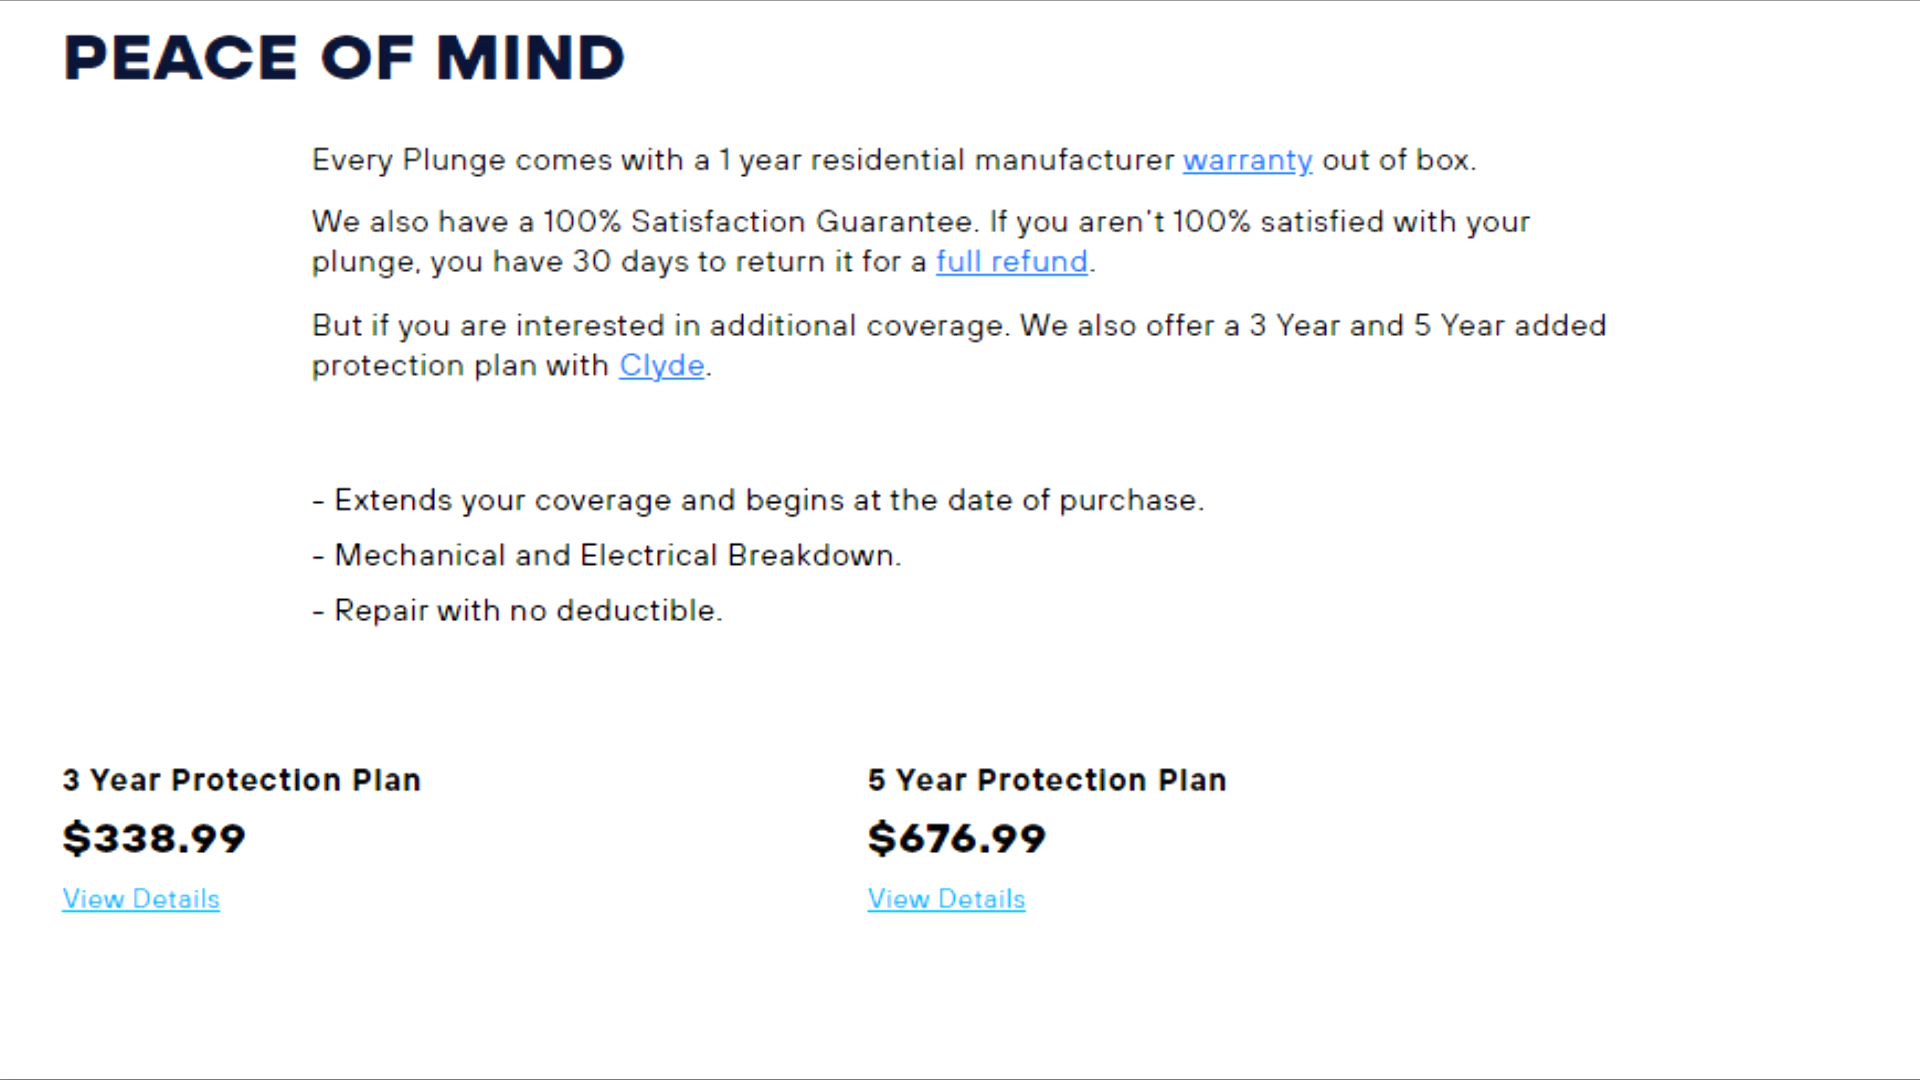 PEACE OF MIND
Every Plunge comes with a 1 year residential manufacturer warranty out of box.
We also have a 100% Satisfaction Guarantee. If you aren't 100% satisfied with your
plunge, you have 30 days to return it for a full refund.
But if you are interested in additional coverage. We also offer a 3 Year and 5 Year added
protection plan with Clyde.
- Extends your coverage and begins at the date of purchase.
- Mechanical and Electrical Breakdown.
- Repair with no deductible.
3 Year Protection Plan
$338.99
View Details
5 Year Protection Plan
$676.99
View Details